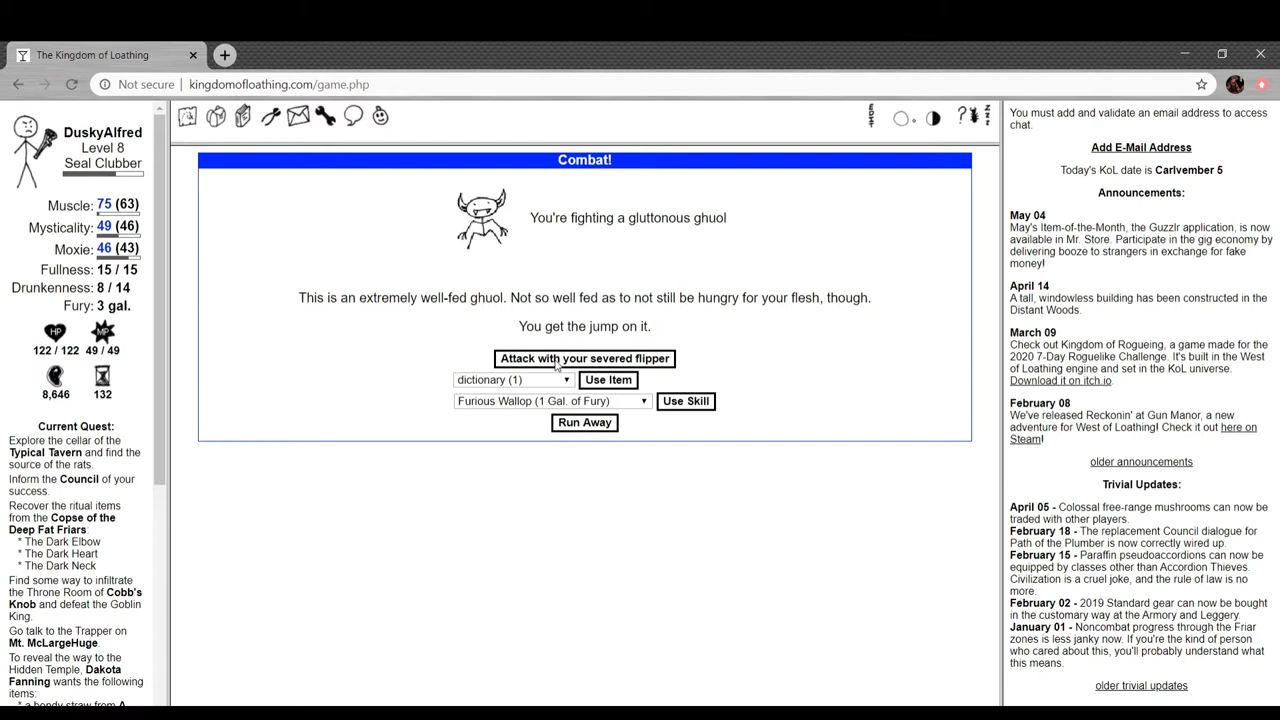 The Kingdom of Loathing
Not secure
kingdomofloathing.com/game.php
DuskyAlfred
Level 8
Seal Clubber
Muscle: 75 (63)
Mysticality: 49 (46)
Moxie: 46 (43)
Fullness: 15 / 15
Drunkenness: 8 / 14
Fury: 3 gal.
HP MP
122 / 122 49 / 49
8,646 132
Current Quest:
Explore the cellar of the
Typical Tavern and find the
source of the rats.
Inform the Council of your
success.
Recover the ritual items
from the Copse of the
Deep Fat Friars:
* The Dark Elbow
* The Dark Heart
* The Dark Neck
Find some way to infiltrate
the Throne Room of Cobb's
Knob and defeat the Goblin
King.
Go talk to the Trapper on
Mt. McLargeHuge.
To reveal the way to the
Hidden Temple, Dakota
Fanning wants the following
items:
* a bendy straw from A
EDIT
?
Combat!
You're fighting a gluttonous ghuol
This is an extremely well-fed ghuol. Not so well fed as to not still be hungry for your flesh, though.
You get the jump on it.
Attack with your severed flipper
dictionary (1) Use Item
Furious Wallop (1 Gal. of Fury) Use Skill
Run Away
You must add and validate an email address to access
chat.
Add E-Mail Address
Today's KoL date is Carlvember 5
Announcements:
May 04
May's Item-of-the-Month, the Guzzlr application, is now
available in Mr. Store. Participate in the gig economy by
delivering booze to strangers in exchange for fake
money!
April 14
A tall, windowless building has been constructed in the
Distant Woods.
March 09
Check out Kingdom of Rogueing, a game made for the
2020 7-Day Roguelike Challenge. It's built in the West
of Loathing engine and set in the KoL universe.
Download it on itch.io.
February 08
We've released Reckonin' at Gun Manor, a new
adventure for West of Loathing! Check it out here on
Steam!
older announcements
Trivial Updates:
April 05 - Colossal free-range mushrooms can now be
traded with other players.
February 18 - The replacement Council dialogue for
Path of the Plumber is now correctly wired up.
February 15 - Paraffin pseudoaccordions can now be
equipped by classes other than Accordion Thieves.
Civilization is a cruel joke, and the rule of law is no
more.
February 02 - 2019 Standard gear can now be bought
in the customary way at the Armory and Leggery.
January 01 - Noncombat progress through the Friar
zones is less janky now. If you're the kind of person
who cared about this, you'll probably understand what
this means.
older trivial updates